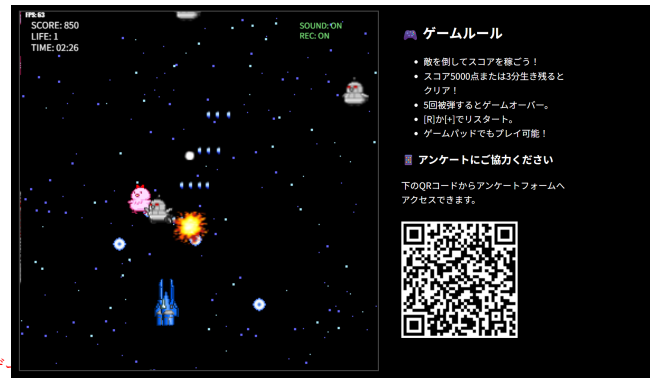 FPS: 63
SCORE: 850
LIFE: 1
TIME: 02:26
SOUND: ON
REC: ON
ゲームルール
敵を倒してスコアを稼ごう！
スコア5000点または3分生き残ると
クリア！
5回被弾するとゲームオーバー。
[R]か[+]でリスタート。
ゲームパッドでもプレイ可能！
アンケートにご協力ください
下のQRコードからアンケートフォームへ
アクセスできます。